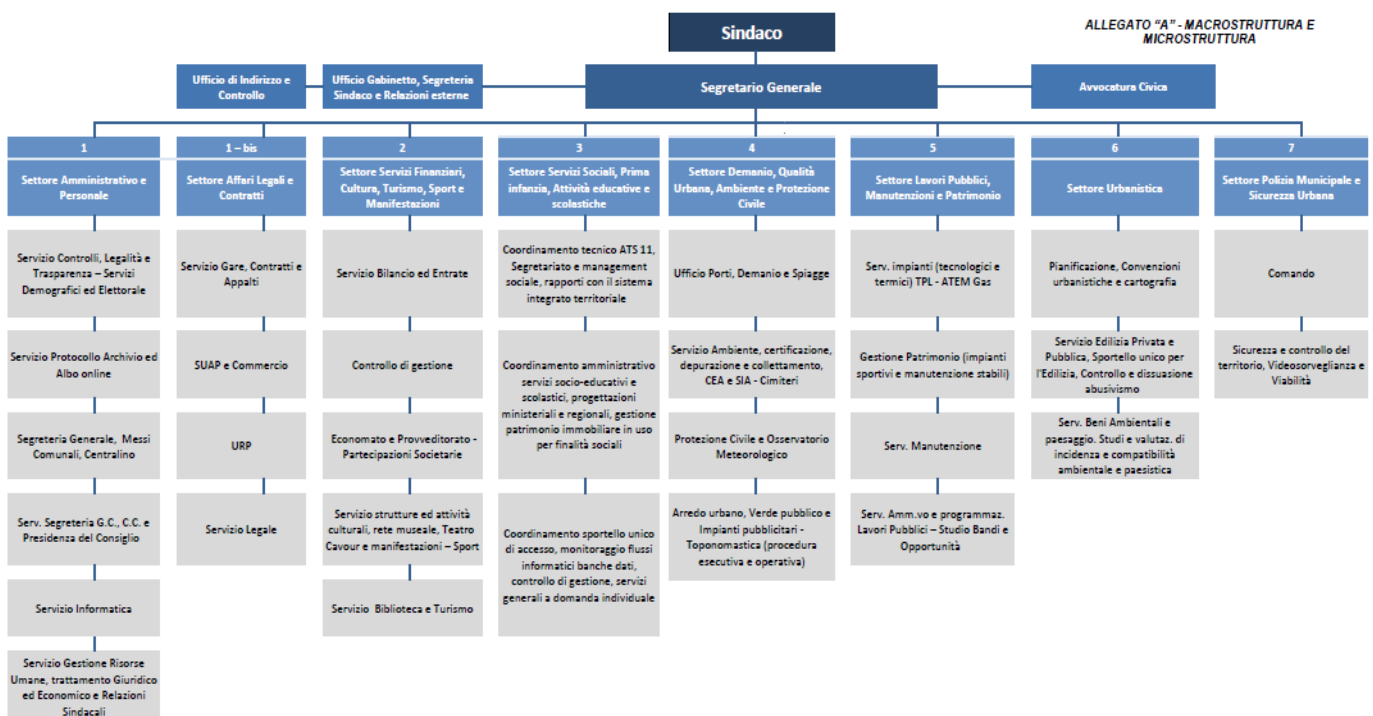 Sindaco
ALLEGATO “A” - MACROSTRUTTURA E
MICROSTRUTTURA
Ufficio di Indirizzo e
Controllo
Ufficio Gabinetto, Segreteria
Sindaco e Relazioni esterne
Segretario Generale
Avvocatura Civica
1
Settore Amministrativo e
Personale
Servizio Controlli, Legalità e
Trasparenza – Servizi
Demografici ed Elettorale
Servizio Protocollo Archivio ed
Albo online
Segreteria Generale, Messi
Comunali, Centralino
Serv. Segreteria G.C., C.C. e
Presidenza del Consiglio
Servizio Informatica
Servizio Gestione Risorse
Umane, trattamento Giuridico
ed Economico e Relazioni
Sindacali
1 – bis
Settore Affari Legali e
Contratti
Servizio Gare, Contratti e
Appalti
SUAP e Commercio
URP
Servizio Legale
2
Settore Servizi Finanziari,
Cultura, Turismo, Sport e
Manifestazioni
Servizio Bilancio ed Entrate
Controllo di gestione
Economato e Provveditorato -
Partecipazioni Societarie
Servizio strutture ed attività
culturali, rete museale, Teatro
Cavour e manifestazioni – Sport
Servizio Biblioteca e Turismo
3
Settore Servizi Sociali, Prima
infanzia, Attività educative e
scolastiche
Coordinamento tecnico ATS 11,
Segretariato e management
sociale, rapporti con il sistema
integrato territoriale
Coordinamento amministrativo
servizi socio-educativi e
scolastici, progettazioni
ministeriali e regionali, gestione
patrimonio immobiliare in uso
per finalità sociali
Coordinamento sportello unico
di accesso, monitoraggio flussi
informatici banche dati,
controllo di gestione, servizi
generali a domanda individuale
4
Settore Demanio, Qualità
Urbana, Ambiente e Protezione
Civile
Ufficio Porti, Demanio e Spiagge
Servizio Ambiente, certificazione,
depurazione e collettamento,
CEA e SIA - Cimiteri
Protezione Civile e Osservatorio
Meteorologico
Arredo urbano, Verde pubblico e
Impianti pubblicitari -
Toponomastica (procedura
esecutiva e operativa)
5
Settore Lavori Pubblici,
Manutenzioni e Patrimonio
Serv. impianti (tecnologici e
termici) TPL - ATEM Gas
Gestione Patrimonio (impianti
sportivi e manutenzione stabili)
Serv. Manutenzione
Serv. Amm.vo e programmaz.
Lavori Pubblici – Studio Bandi e
Opportunità
6
Settore Urbanistica
Pianificazione, Convenzioni
urbanistiche e cartografia
Servizio Edilizia Privata e
Pubblica, Sportello unico per
l'Edilizia, Controllo e dissuasione
abusivismo
Serv. Beni Ambientali e
paesaggio. Studi e valutaz. di
incidenza e compatibilità
ambientale e paesistica
7
Settore Polizia Municipale e
Sicurezza Urbana
Comando
Sicurezza e controllo del
territorio, Videosorveglianza e
Viabilità